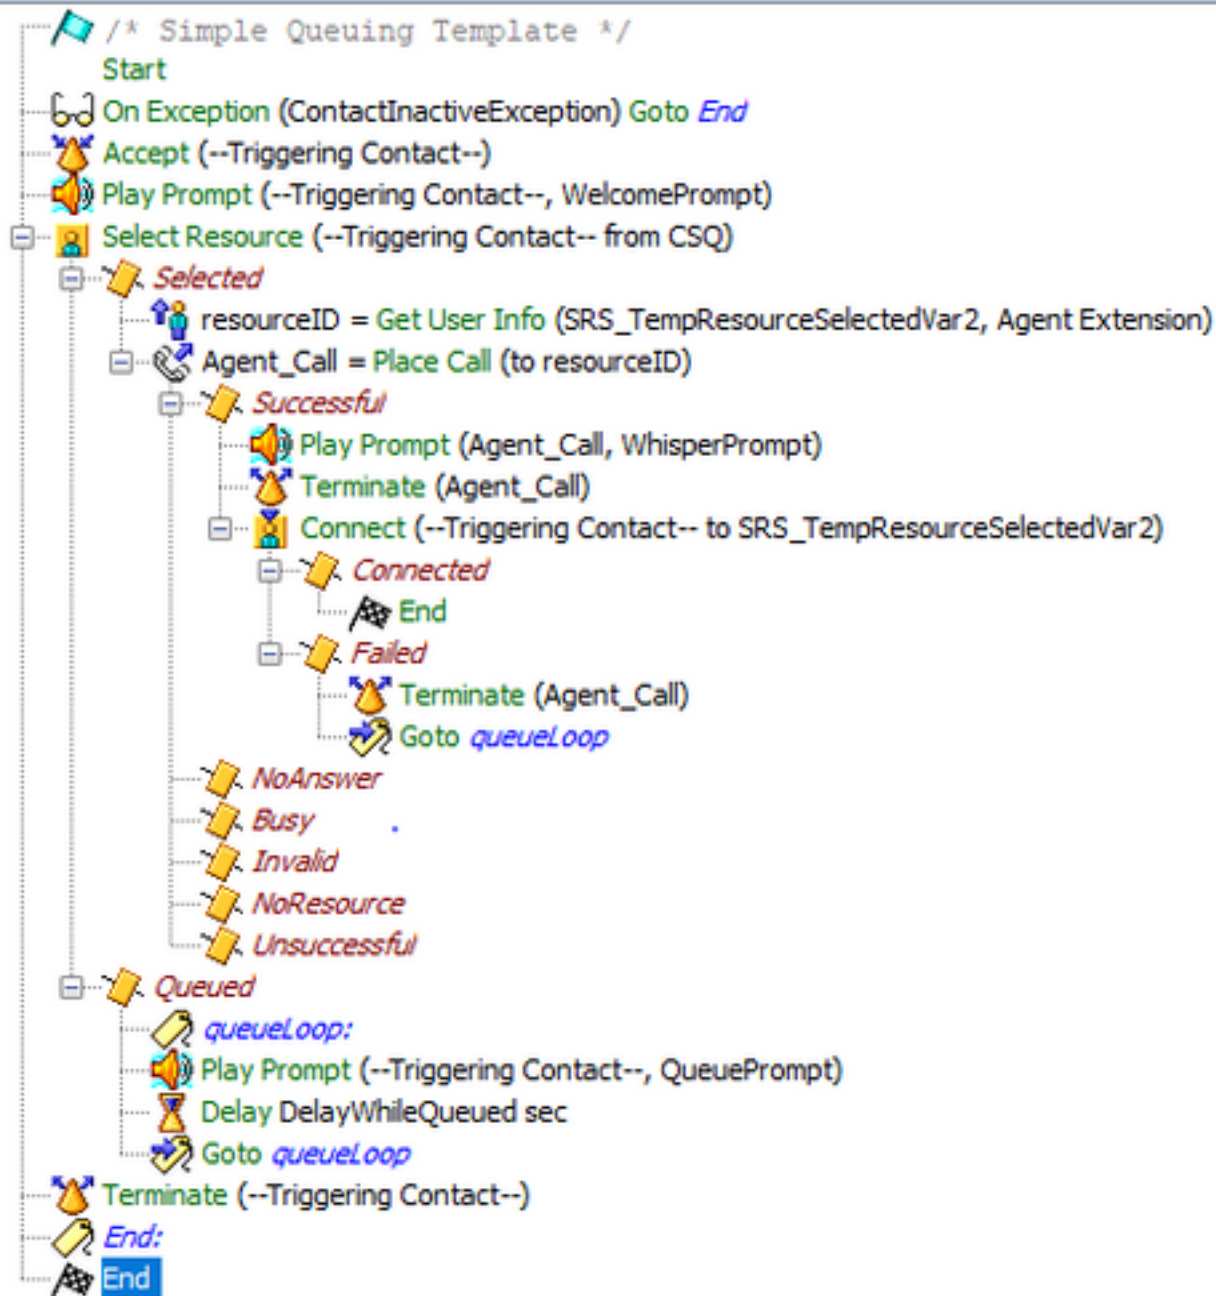 /* Simple Queuing Template */
Start
On Exception (ContactInactiveException) Goto End
Accept (--Triggering Contact--)
Play Prompt (--Triggering Contact--, WelcomePrompt)
Select Resource (--Triggering Contact-- from CSQ)
Selected
resourceID = Get User Info (SRS_TempResourceSelectedVar2, Agent Extension)
Agent_Call = Place Call (to resourceID)
Successful
Play Prompt (Agent_Call, WhisperPrompt)
Terminate (Agent_Call)
Connect (--Triggering Contact-- to SRS_TempResourceSelectedVar2)
Connected
End
Failed
Terminate (Agent_Call)
Goto queueLoop
NoAnswer
Busy
Invalid
NoResource
Unsuccessful
Queued
queueLoop:
Play Prompt (--Triggering Contact--, QueuePrompt)
Delay DelayWhileQueued sec
Goto queueLoop
Terminate (--Triggering Contact--)
End:
End